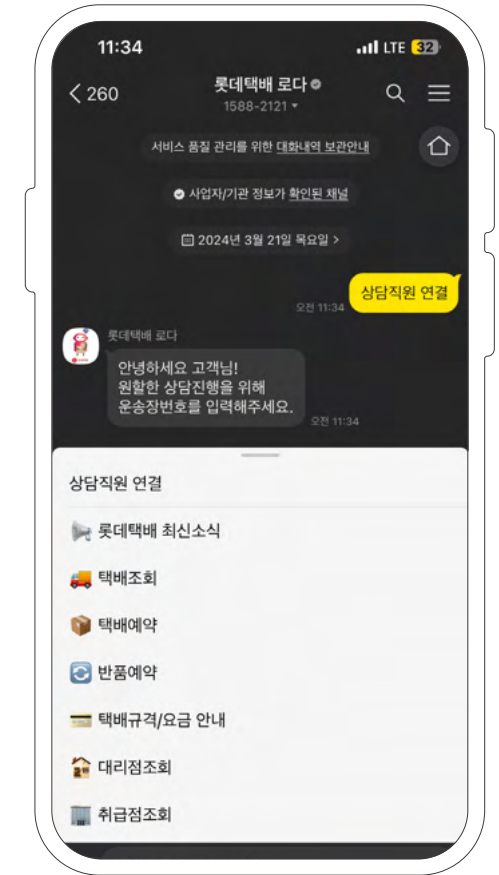 11:34
LTE 32
260
롯데택배 로다
1588-2121
서비스 품질 관리를 위한 대화내역 보관안내
사업자/기관 정보가 확인된 채널
2024년 3월 21일 목요일 >
상담직원 연결
오전 11:34
롯데택배 로다
안녕하세요 고객님!
원할한 상담진행을 위해
운송장번호를 입력해주세요.
오전 11:34
상담직원 연결
롯데택배 최신소식
택배조회
택배예약
반품예약
택배규격/요금 안내
대리점조회
취급점조회